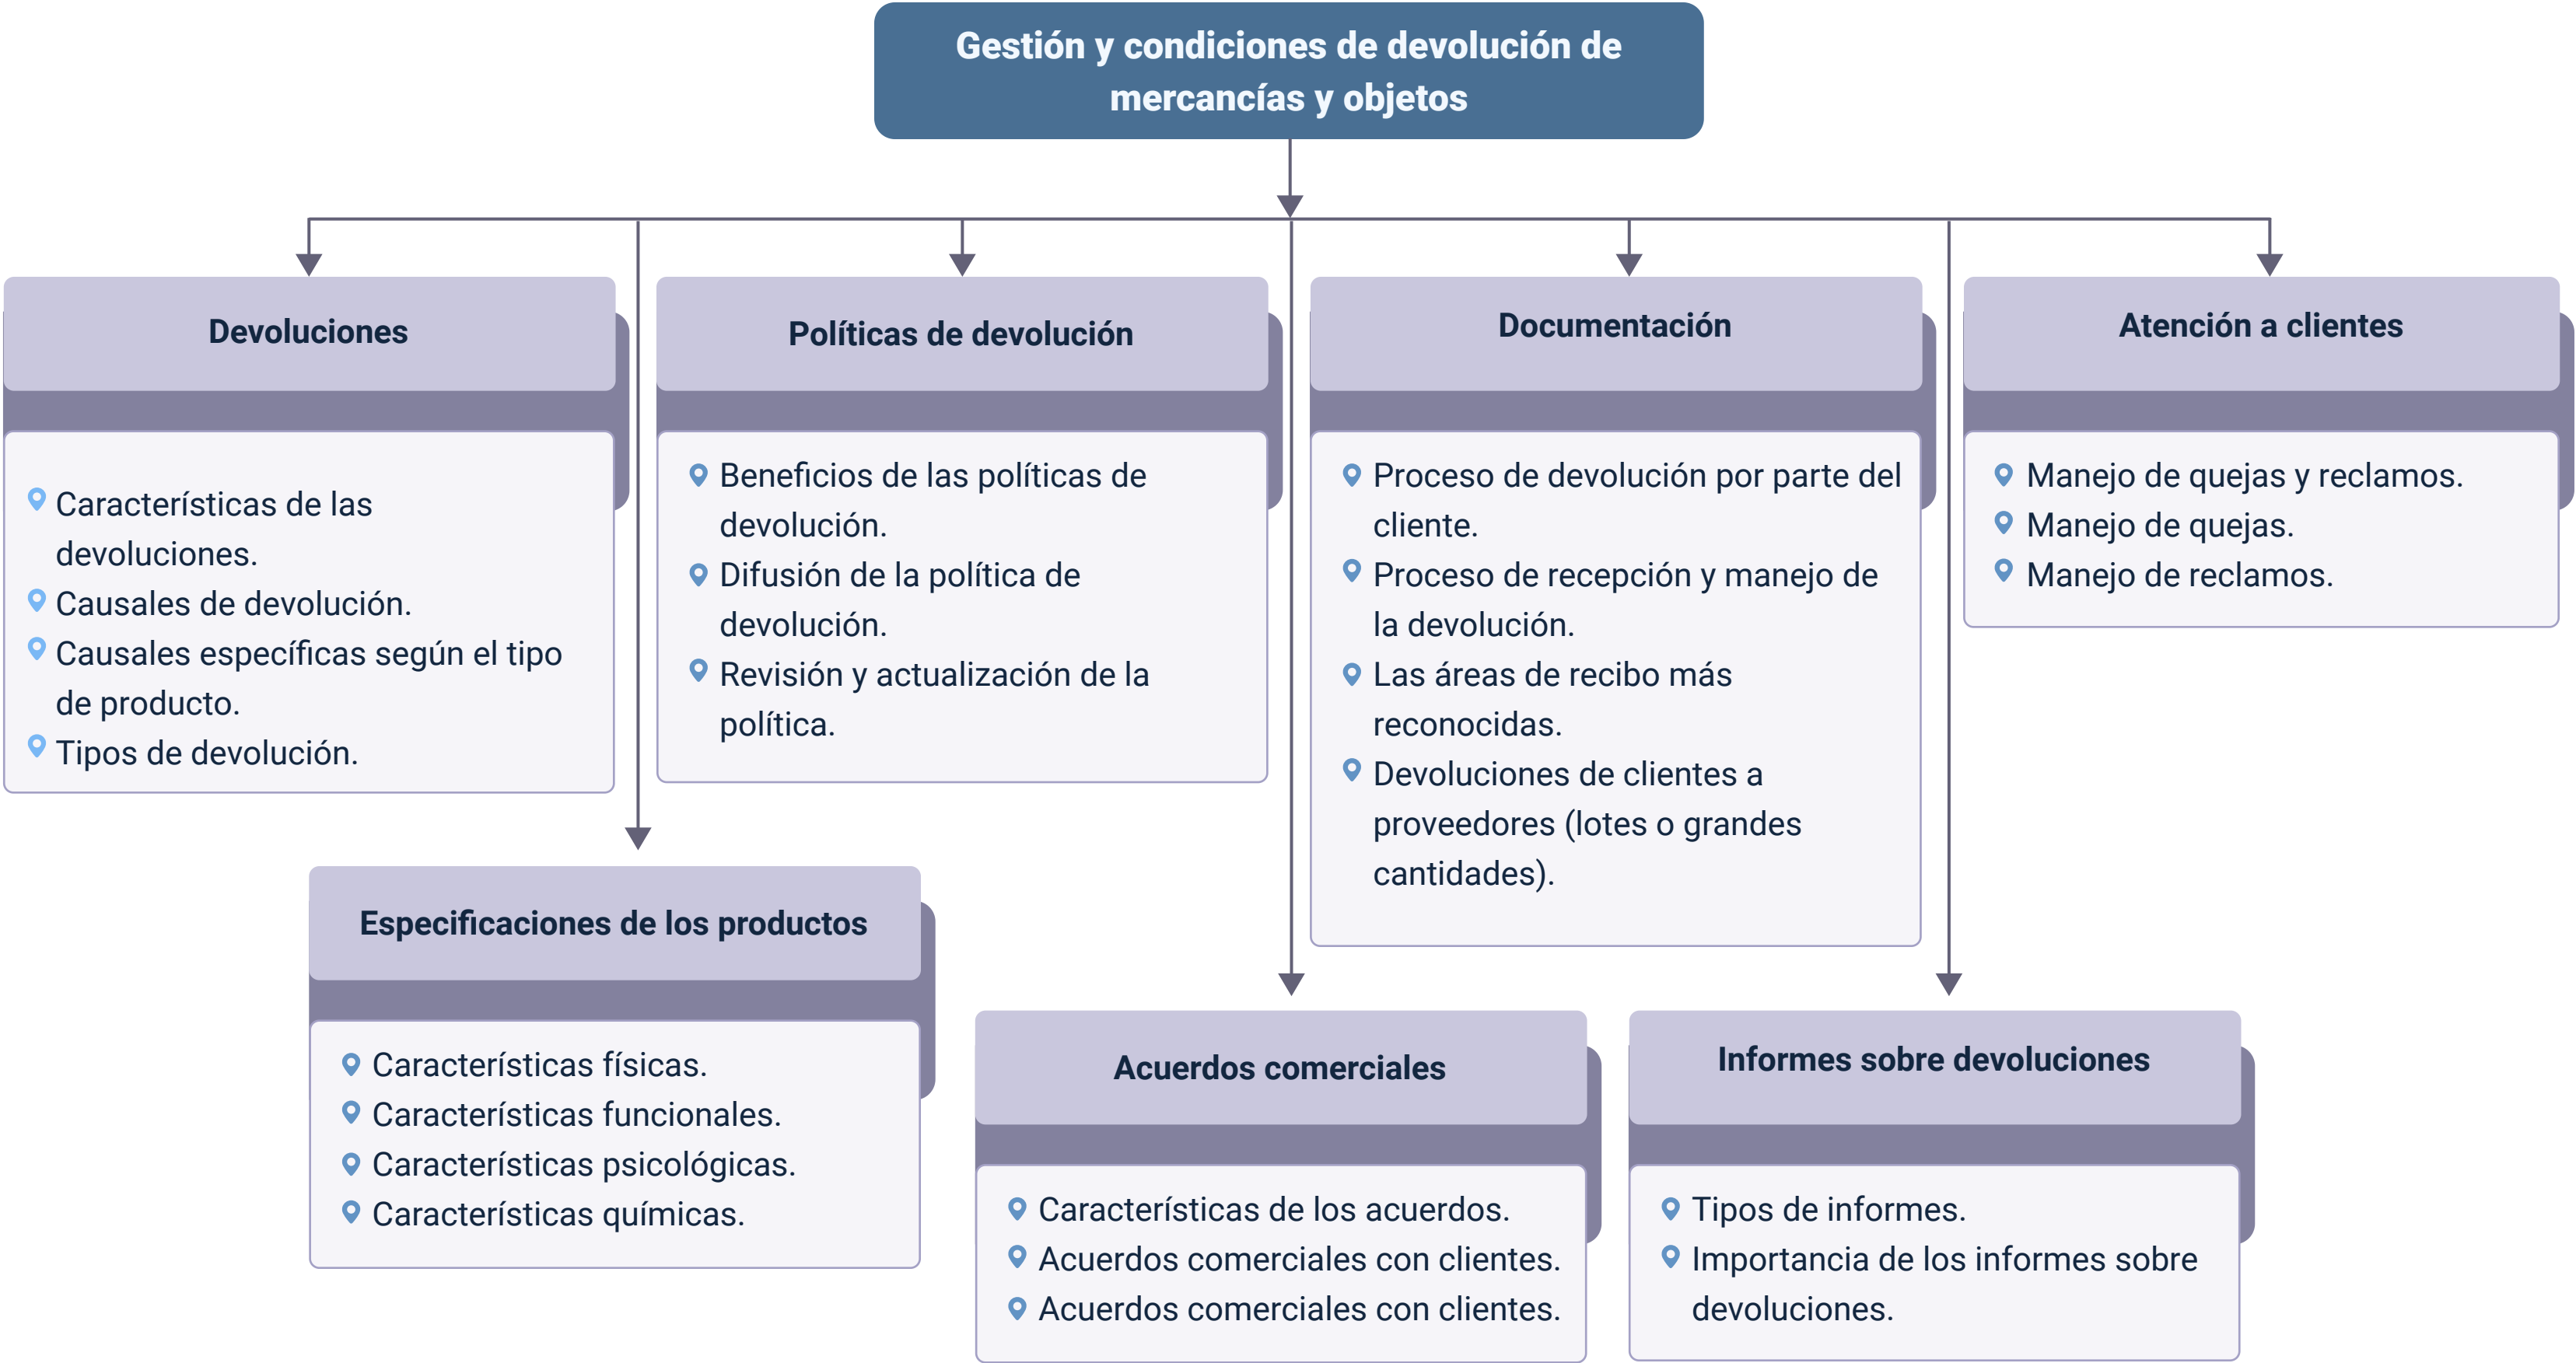 Gestión y condiciones de devolución de
mercancías y objetos
Devoluciones
Características de las
devoluciones.
Causales de devolución.
Causales específicas según el tipo
de producto.
Tipos de devolución.
Políticas de devolución
Beneficios de las políticas de
devolución.
Difusión de la política de
devolución.
Revisión y actualización de la
política.
Documentación
Proceso de devolución por parte del
cliente.
Proceso de recepción y manejo de
la devolución.
Las áreas de recibo más
reconocidas.
Devoluciones de clientes a
proveedores (lotes o grandes
cantidades).
Atención a clientes
Manejo de quejas y reclamos.
Manejo de quejas.
Manejo de reclamos.
Especificaciones de los productos
Características físicas.
Características funcionales.
Características psicológicas.
Características químicas.
Acuerdos comerciales
Características de los acuerdos.
Acuerdos comerciales con clientes.
Acuerdos comerciales con clientes.
Informes sobre devoluciones
Tipos de informes.
Importancia de los informes sobre
devoluciones.